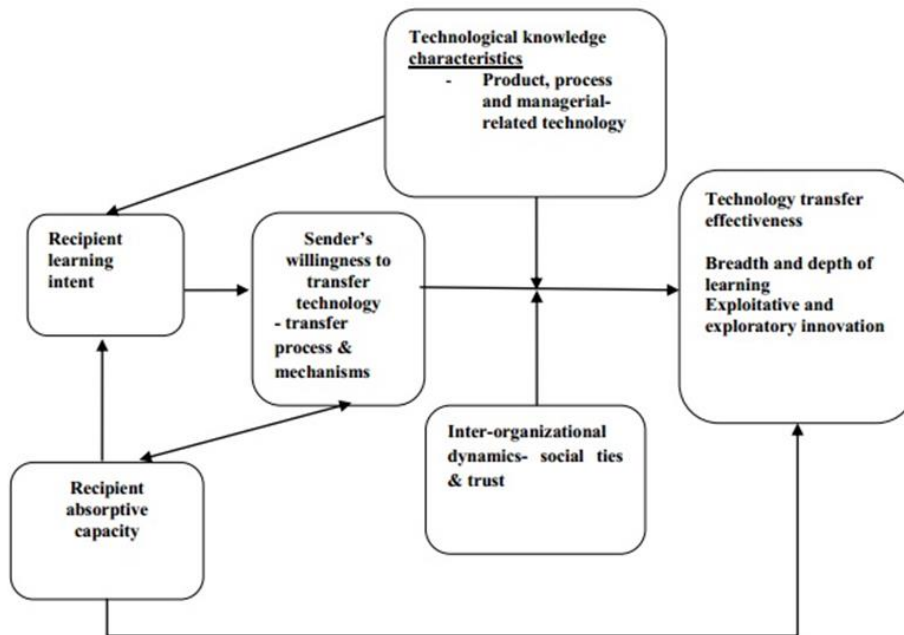 Technological knowledge
characteristics
- Product, process
and managerial-
related technology
Technology transfer
effectiveness
Breadth and depth of
learning
Exploitative and
exploratory innovation
Recipient
learning
intent
Sender's
willingness to
transfer
technology
- transfer
process &
mechanisms
Inter-organizational
dynamics- social ties
& trust
Recipient
absorptive
capacity